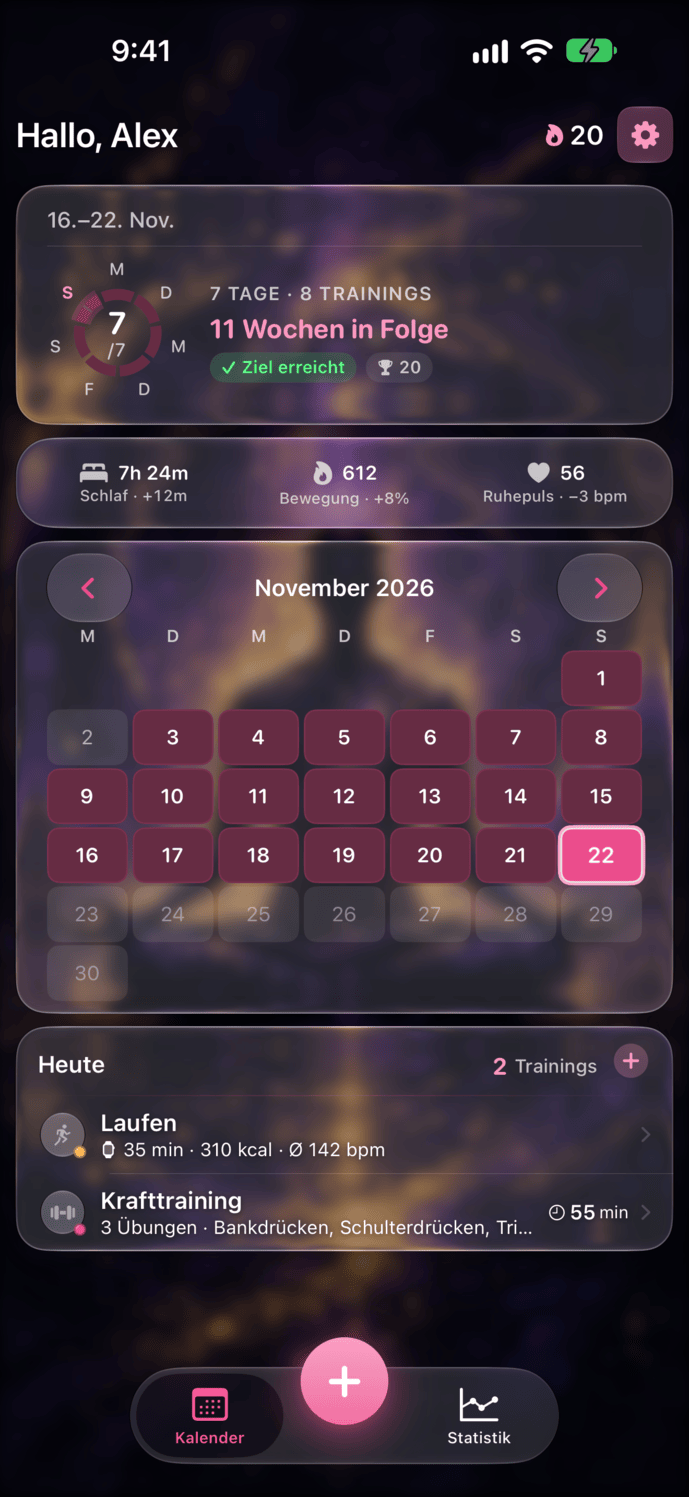 9:41
Hallo, Alex
20
16.–22. Nov.
M
S D
7
/7
S M
F D
7 TAGE · 8 TRAININGS
11 Wochen in Folge
✓ Ziel erreicht 20
7h 24m
Schlaf · +12m
612
Bewegung · +8%
56
Ruhepuls · −3 bpm
November 2026
M D M D F S S
1
2 3 4 5 6 7 8
9 10 11 12 13 14 15
16 17 18 19 20 21 22
23 24 25 26 27 28 29
30
Heute
2 Trainings
Laufen
35 min · 310 kcal · Ø 142 bpm
Krafttraining
3 Übungen · Bankdrücken, Schulterdrücken, Tri...
55 min
Kalender
Statistik